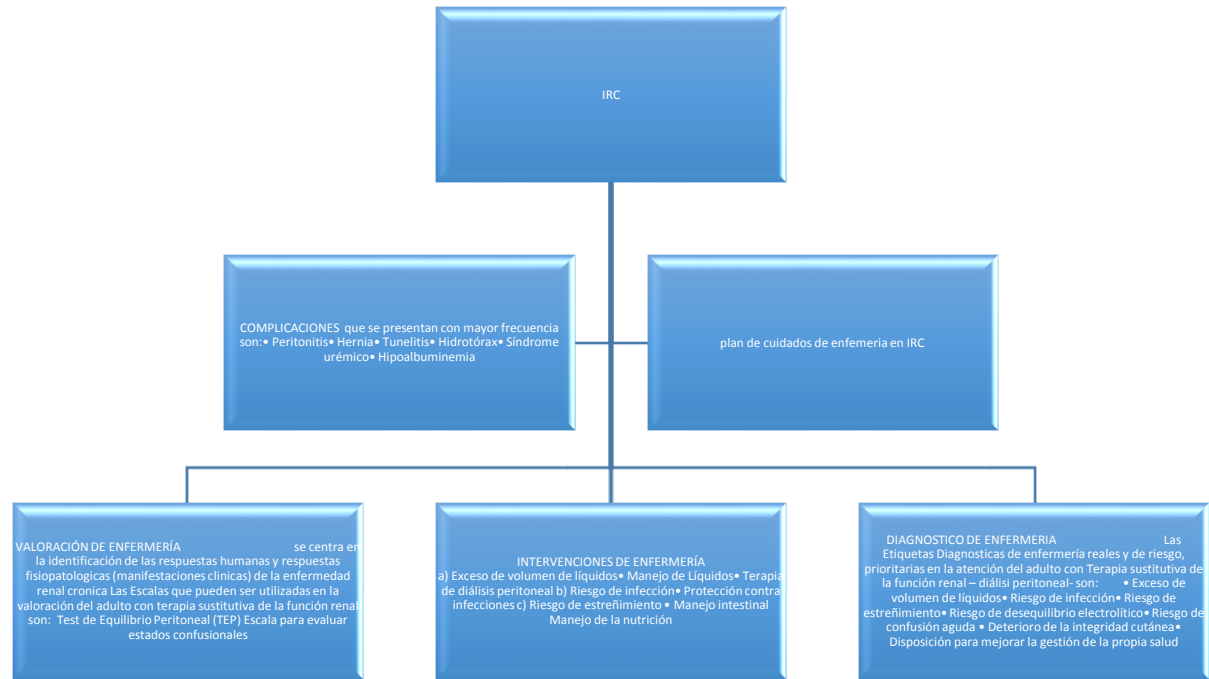 IRC
COMPLICACIONES que se presentan con mayor frecuencia
son:• Peritonitis• Hernia• Tunelitis• Hidrotórax• Síndrome
urémico• Hipoalbuminemia
plan de cuidados de enfemeria en IRC
VALORACIÓN DE ENFERMERÍA se centra en
la identificación de las respuestas humanas y respuestas
fisiopatologicas (manifestaciones clinicas) de la enfermedad
renal cronica Las Escalas que pueden ser utilizadas en la
valoración del adulto con terapia sustitutiva de la función renal
son: Test de Equilibrio Peritoneal (TEP) Escala para evaluar
estados confusionales
INTERVENCIONES DE ENFERMERÍA
a) Exceso de volumen de líquidos• Manejo de Líquidos• Terapia
de diálisis peritoneal b) Riesgo de infección• Protección contra
infecciones c) Riesgo de estreñimiento • Manejo intestinal
Manejo de la nutrición
DIAGNOSTICO DE ENFERMERIA Las
Etiquetas Diagnosticas de enfermería reales y de riesgo,
prioritarias en la atención del adulto con Terapia sustitutiva de
la función renal – diálisi peritoneal- son: • Exceso de
volumen de líquidos• Riesgo de infección• Riesgo de
estreñimiento• Riesgo de desequilibrio electrolítico• Riesgo de
confusión aguda • Deterioro de la integridad cutánea•
Disposición para mejorar la gestión de la propia salud